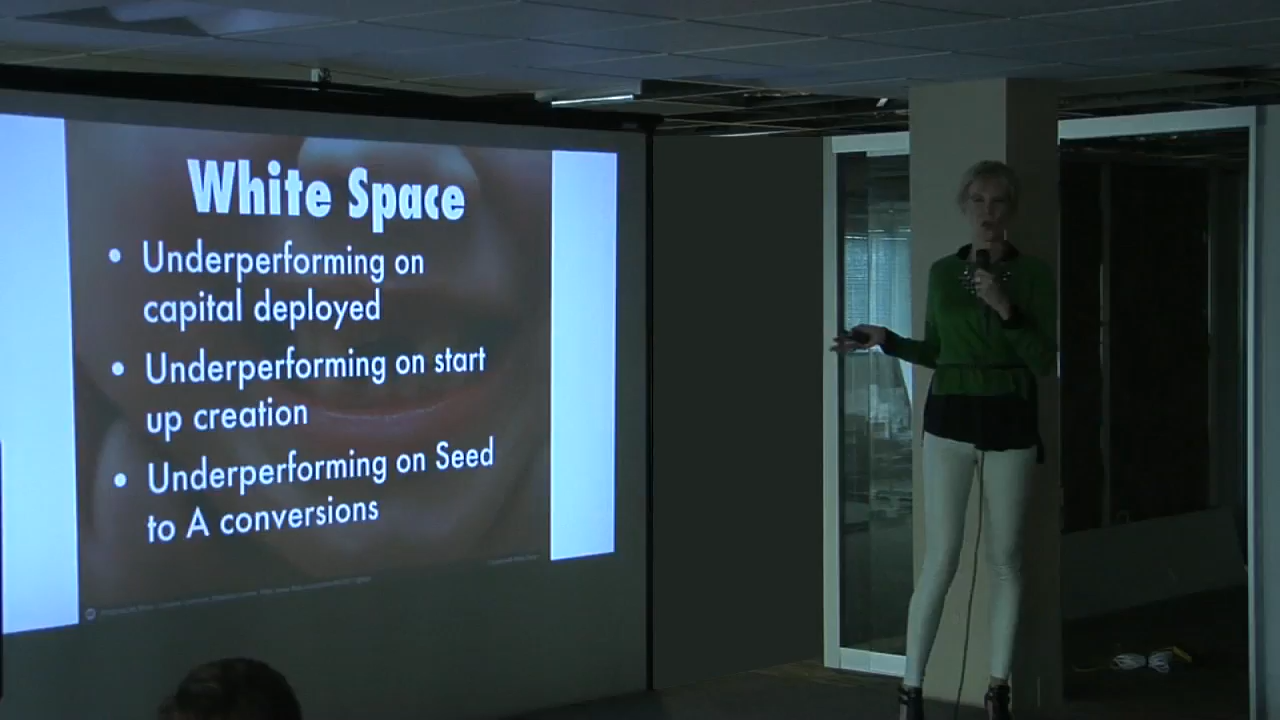 White Space
• Underperforming on
capital deployed
• Underperforming on start
up creation
• Underperforming on Seed
to A conversions